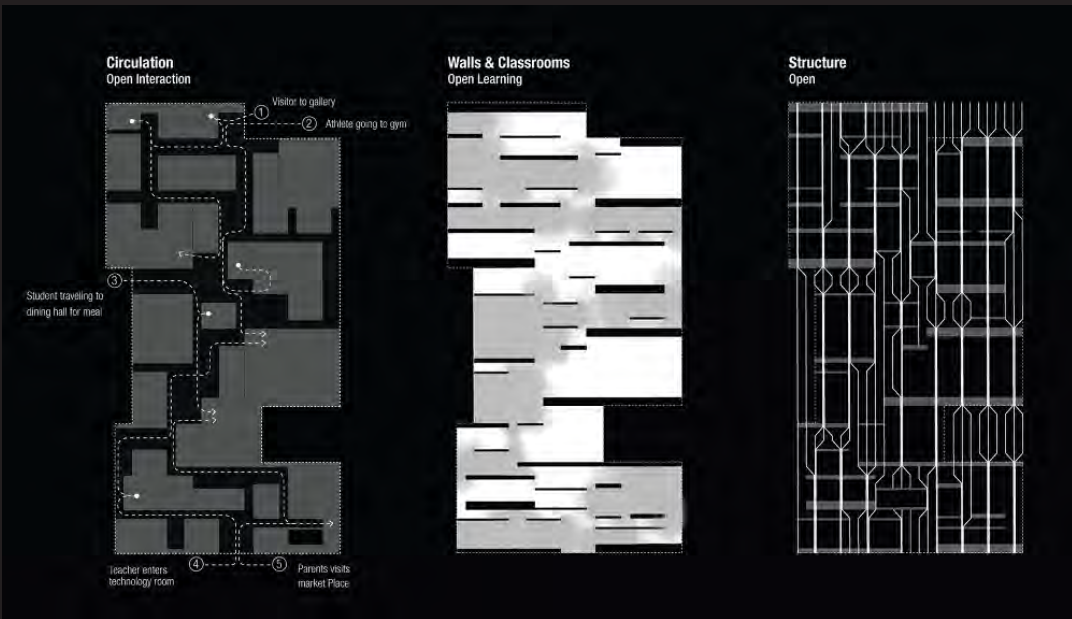 Circulation
Open Interaction
1
Visitor to gallery
2
Athlete going to gym
3
Student traveling to
dining hall for meal
4
Teacher enters
technology room
5
Parents visits
market Place
Walls & Classrooms
Open Learning
Structure
Open